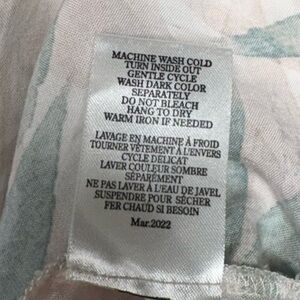 MACHINE WASH COLD
TURN INSIDE OUT
GENTLE CYCLE
WASH DARK COLOR
SEPARATELY
DO NOT BLEACH
HANG TO DRY
WARM IRON IF NEEDED
LAVAGE EN MACHINE À FROID
TOURNER VÊTEMENT À L'ENVERS
CYCLE DÉLICAT
LAVER COULEUR SOMBRE
SÉPARÉMENT
NE PAS LAVER À L'EAU DE JAVEL
SUSPENDRE POUR SÉCHER
FER CHAUD SI BESOIN
Mar.2022